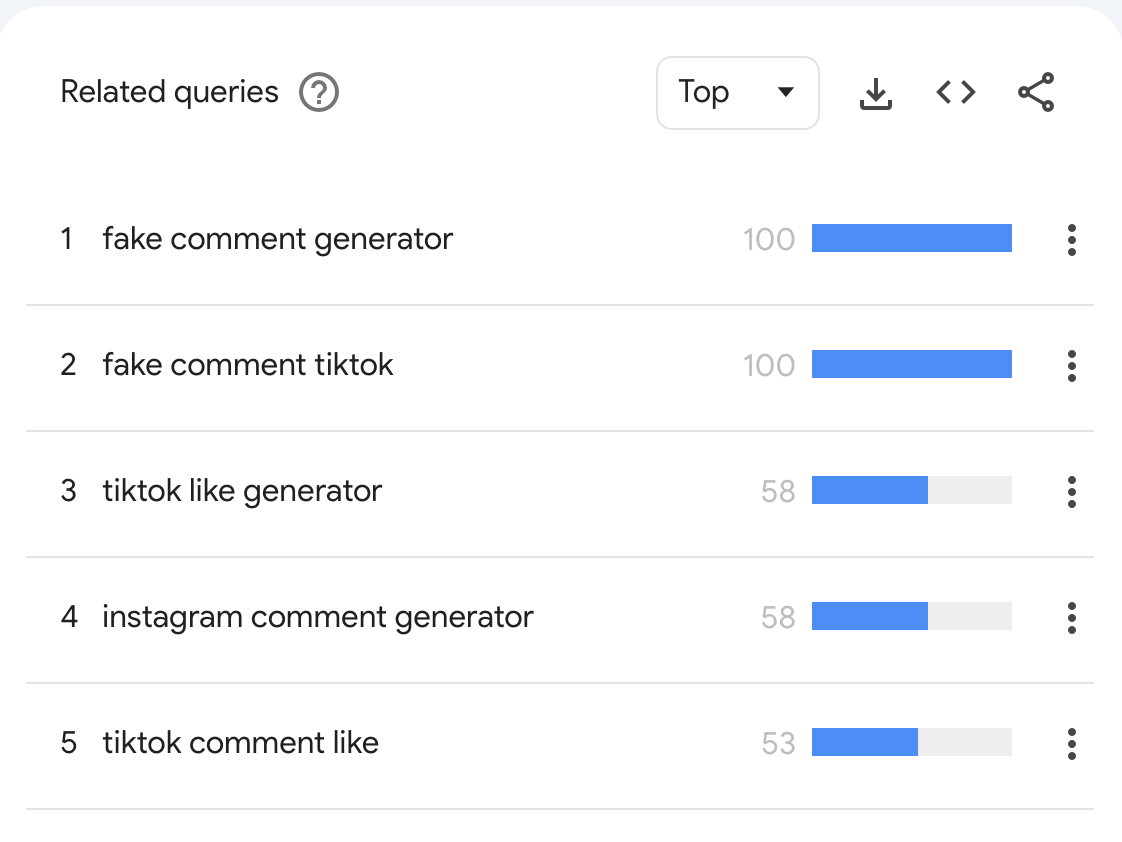 Related queries ?
Top
1 fake comment generator 100
2 fake comment tiktok 100
3 tiktok like generator 58
4 instagram comment generator 58
5 tiktok comment like 53